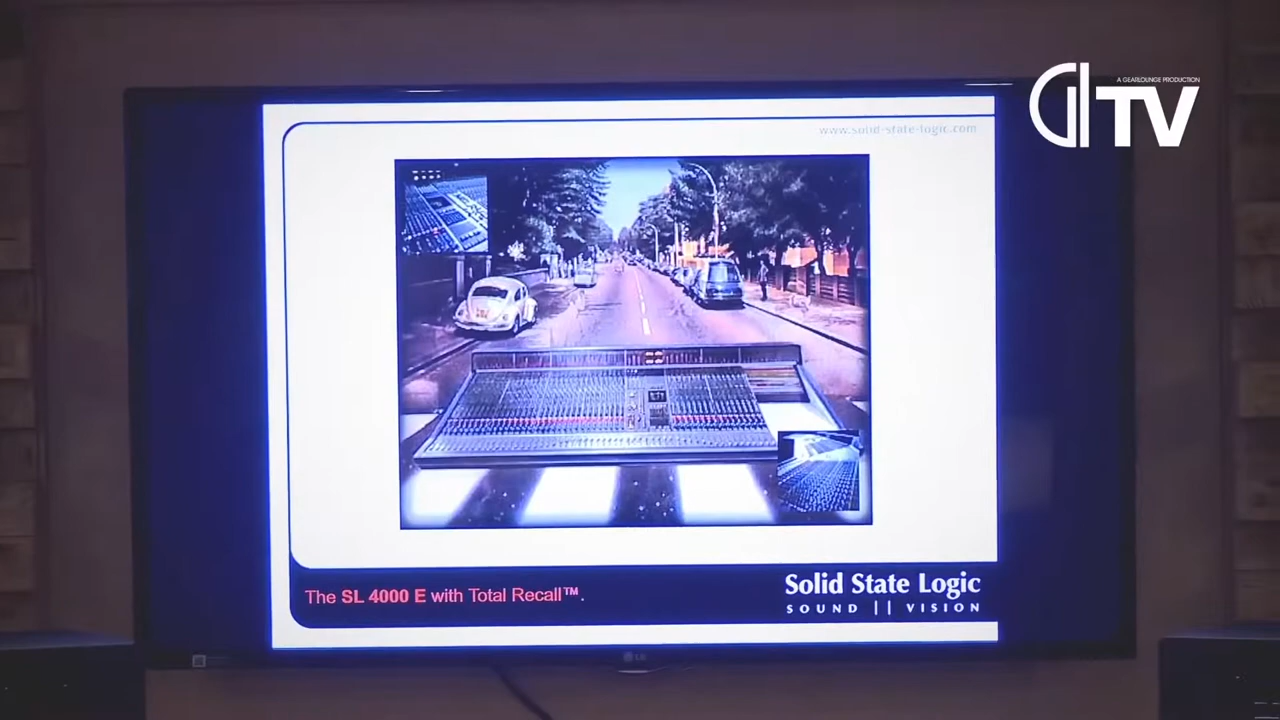 A GEARLOUNGE PRODUCTION
GLTV
www.solid-state-logic.com
The SL 4000 E with Total Recall™.
Solid State Logic
SOUND || VISION
LG